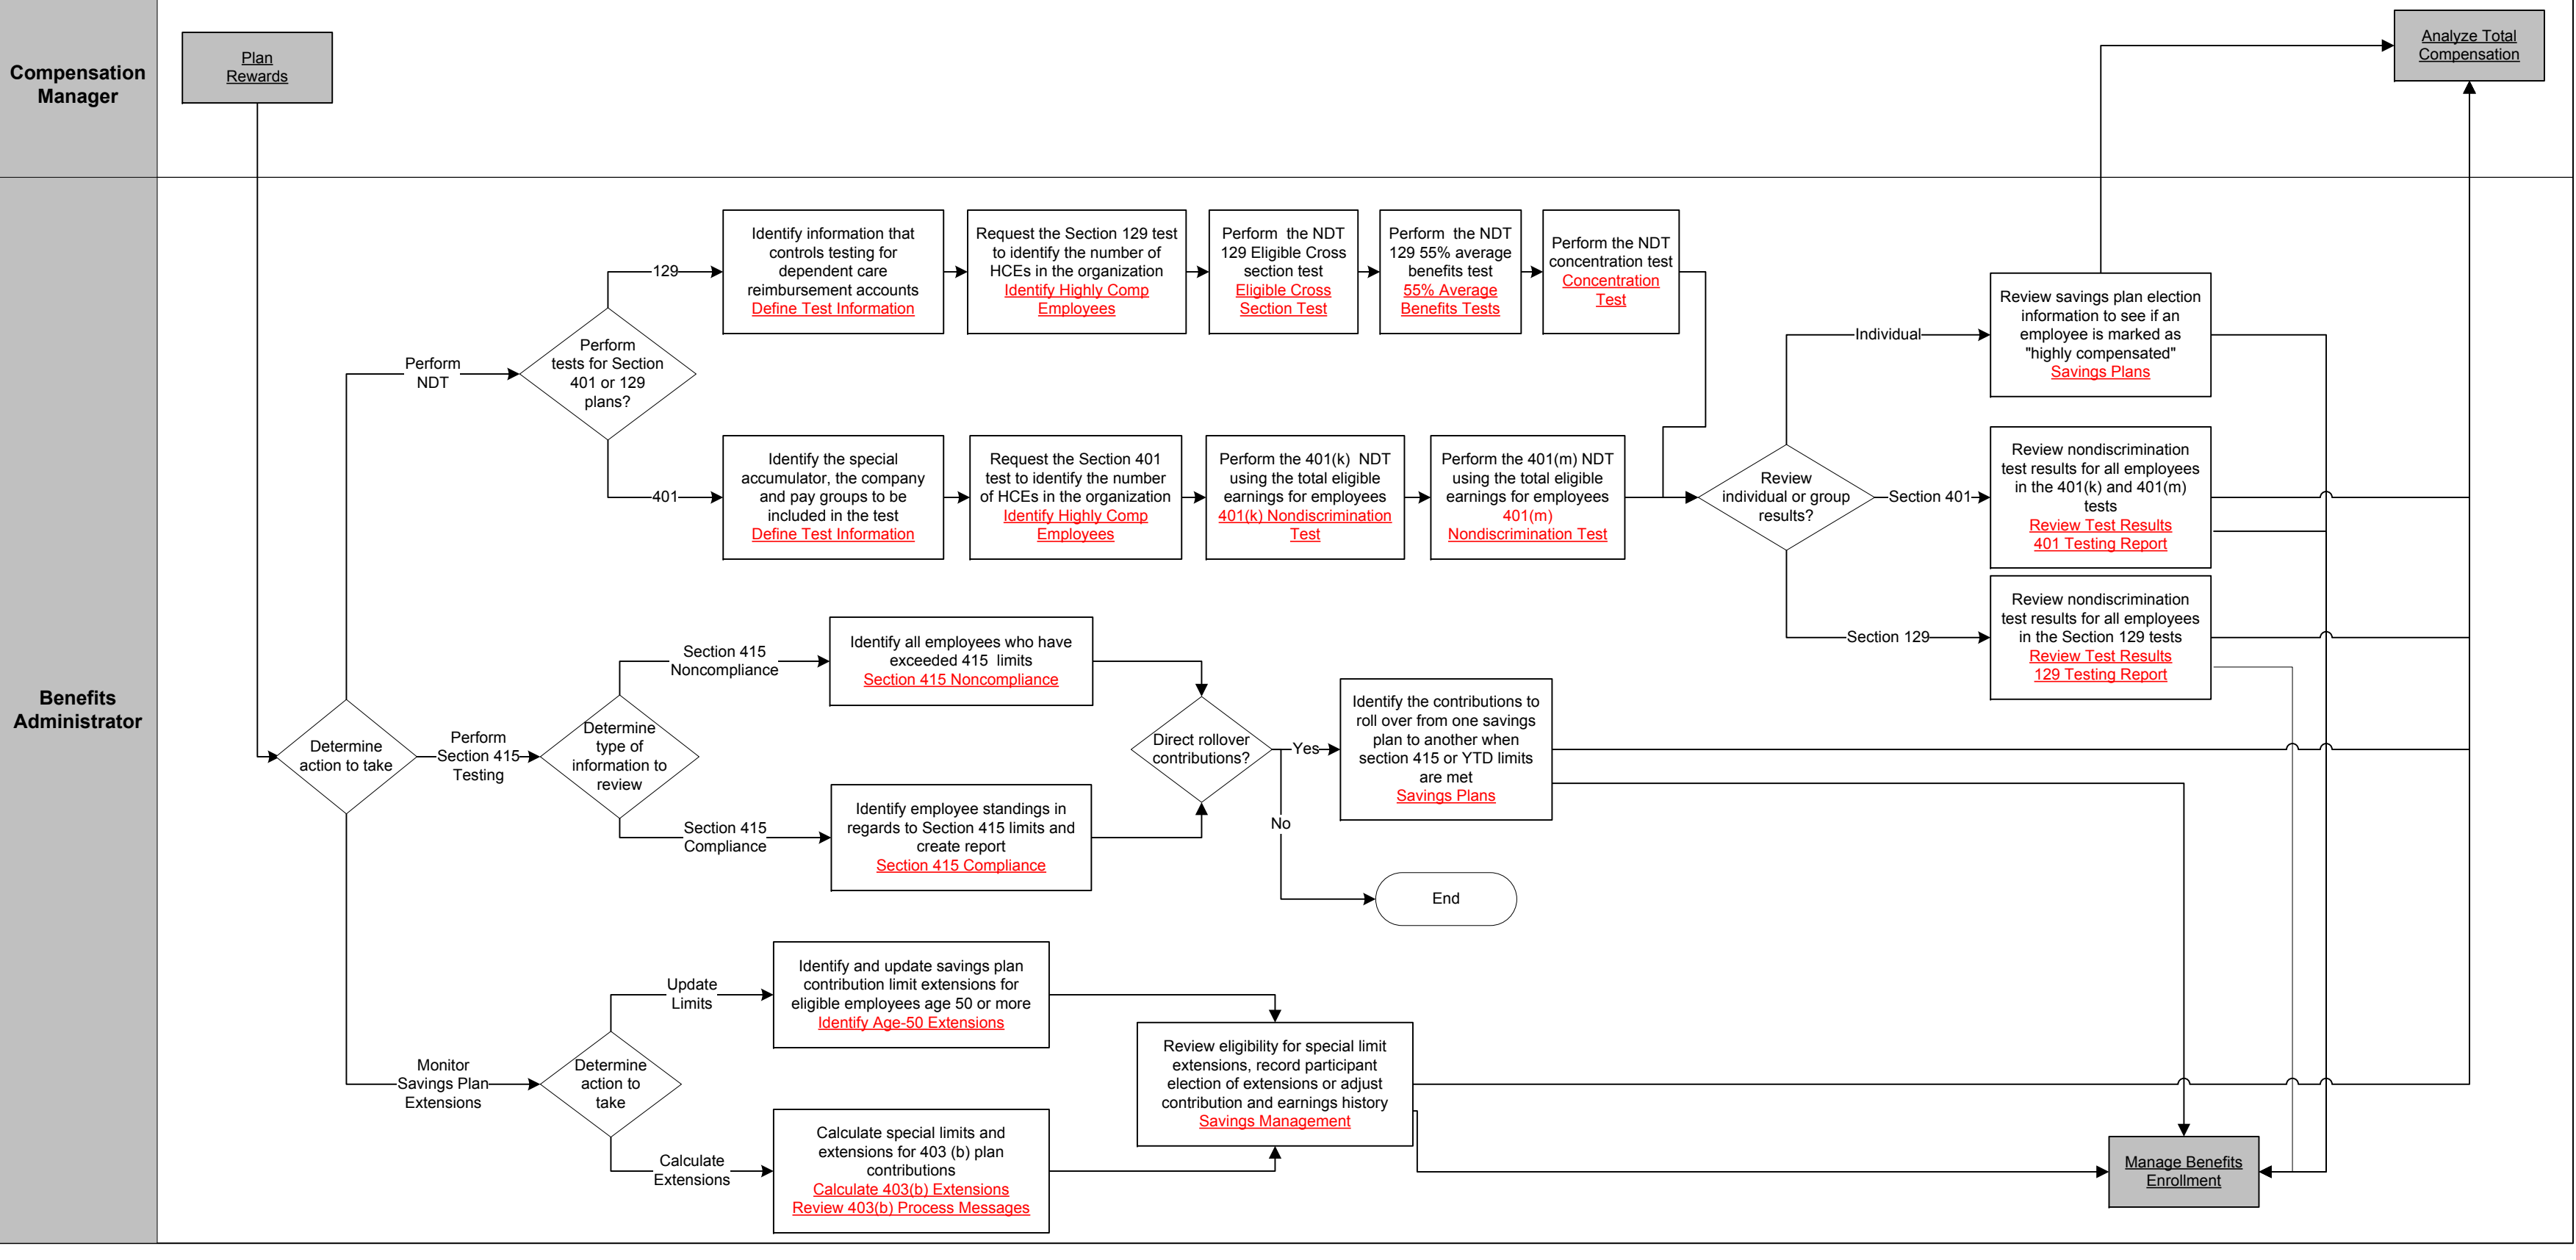 Compensation
Manager
Plan
Rewards
Analyze Total
Compensation
Benefits
Administrator
Determine
action to take
Perform
NDT
Perform
tests for Section
401 or 129
plans?
129
Identify information that
controls testing for
dependent care
reimbursement accounts
Define Test Information
Request the Section 129 test
to identify the number of
HCEs in the organization
Identify Highly Comp
Employees
Perform the NDT
129 Eligible Cross
section test
Eligible Cross
Section Test
Perform the NDT
129 55% average
benefits test
55% Average
Benefits Tests
Perform the NDT
concentration test
Concentration
Test
401
Identify the special
accumulator, the company
and pay groups to be
included in the test
Define Test Information
Request the Section 401
test to identify the number
of HCEs in the organization
Identify Highly Comp
Employees
Perform the 401(k) NDT
using the total eligible
earnings for employees
401(k) Nondiscrimination
Test
Perform the 401(m) NDT
using the total eligible
earnings for employees
401(m)
Nondiscrimination Test
Review
individual or group
results?
Individual
Review savings plan election
information to see if an
employee is marked as
"highly compensated"
Savings Plans
Section 401
Review nondiscrimination
test results for all employees
in the 401(k) and 401(m)
tests
Review Test Results
401 Testing Report
Section 129
Review nondiscrimination
test results for all employees
in the Section 129 tests
Review Test Results
129 Testing Report
Perform
Section 415
Testing
Determine
type of
information to
review
Section 415
Noncompliance
Identify all employees who have
exceeded 415 limits
Section 415 Noncompliance
Section 415
Compliance
Identify employee standings in
regards to Section 415 limits and
create report
Section 415 Compliance
Direct rollover
contributions?
Yes
Identify the contributions to
roll over from one savings
plan to another when
section 415 or YTD limits
are met
Savings Plans
No
End
Monitor
Savings Plan
Extensions
Determine
action to
take
Update
Limits
Identify and update savings plan
contribution limit extensions for
eligible employees age 50 or more
Identify Age-50 Extensions
Calculate
Extensions
Calculate special limits and
extensions for 403 (b) plan
contributions
Calculate 403(b) Extensions
Review 403(b) Process Messages
Review eligibility for special limit
extensions, record participant
election of extensions or adjust
contribution and earnings history
Savings Management
Manage Benefits
Enrollment